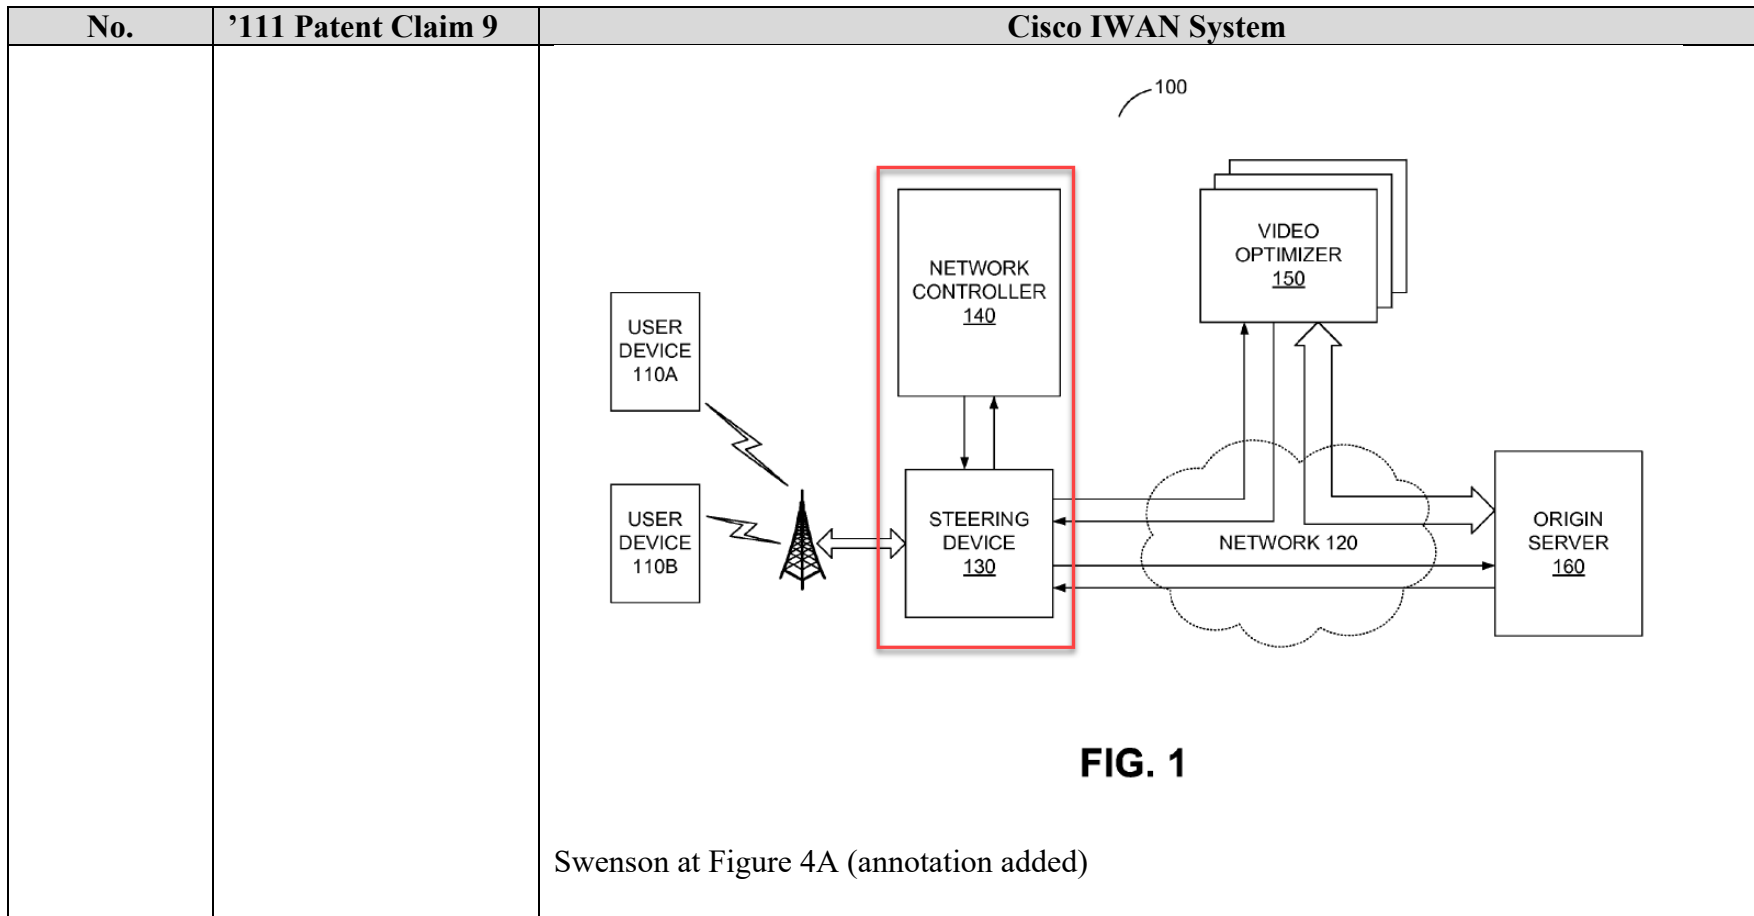 No. ’111 Patent Claim 9 Cisco IWAN System
100
VIDEO
OPTIMIZER
150
NETWORK
CONTROLLER
140
USER
DEVICE
110A
USER
DEVICE
110B
STEERING
DEVICE
130
NETWORK 120
ORIGIN
SERVER
160
FIG. 1
Swenson at Figure 4A (annotation added)